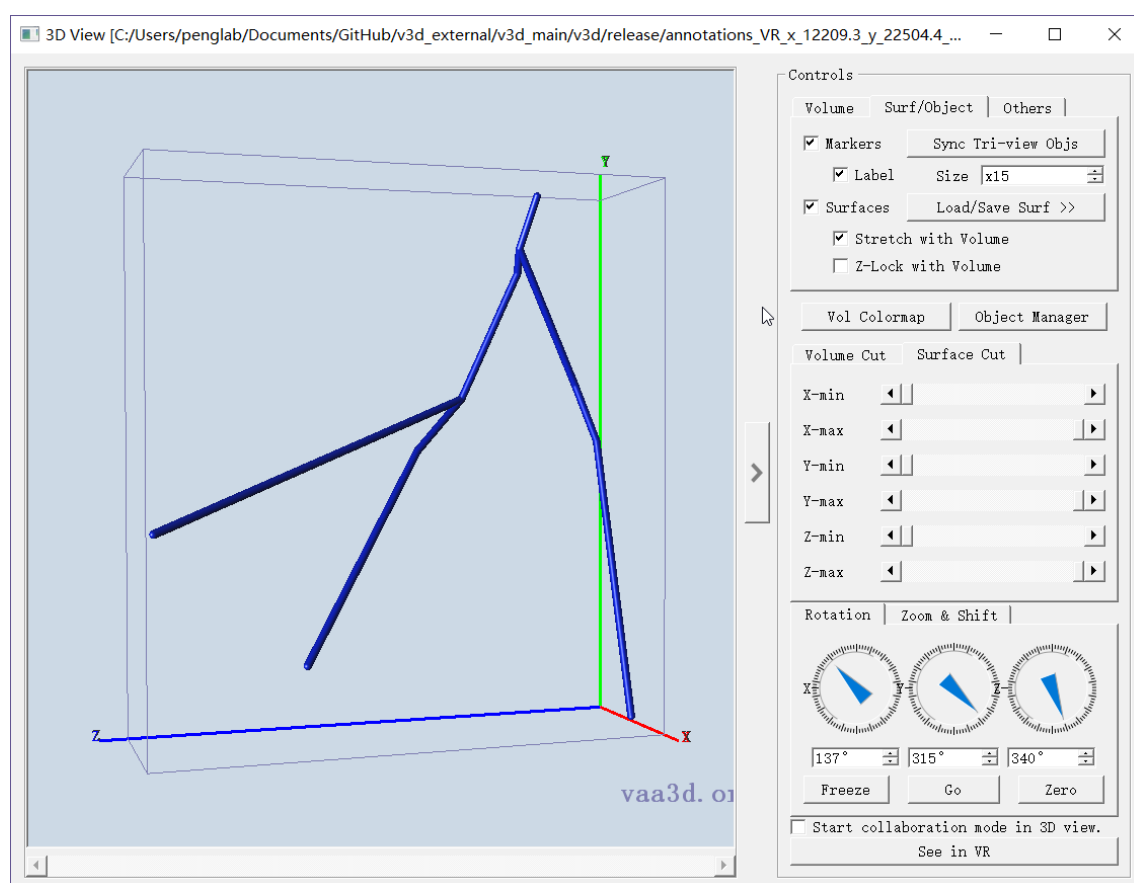 3D View [C:/Users/penglab/Documents/GitHub/v3d_external/v3d_main/v3d/release/annotations_VR_x_12209.3_y_22504.4_...
Y
Z
X
vaa3d.or
Controls
Volume Surf/Object Others
Markers Sync Tri-view Objs
Label Size x15
Surfaces Load/Save Surf >>
Stretch with Volume
Z-Lock with Volume
Vol Colormap Object Manager
Volume Cut Surface Cut
X-min
X-max
Y-min
Y-max
Z-min
Z-max
Rotation Zoom & Shift
X- Y- Z-
137° 315° 340°
Freeze Go Zero
Start collaboration mode in 3D view.
See in VR